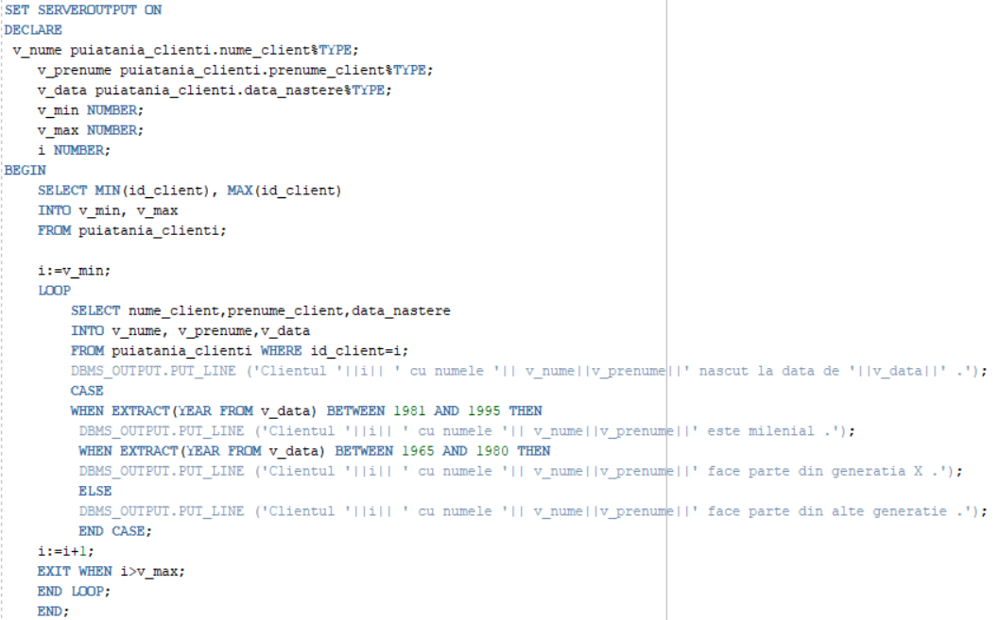 SET SERVEROUTPUT ON
DECLARE
v_nume puiatania_clienti.nume_client%TYPE;
v_prenume puiatania_clienti.prenume_client%TYPE;
v_data puiatania_clienti.data_nastere%TYPE;
v_min NUMBER;
v_max NUMBER;
i NUMBER;
BEGIN
SELECT MIN(id_client), MAX(id_client)
INTO v_min, v_max
FROM puiatania_clienti;
i:=v_min;
LOOP
SELECT nume_client,prenume_client,data_nastere
INTO v_nume, v_prenume,v_data
FROM puiatania_clienti WHERE id_client=i;
DBMS_OUTPUT.PUT_LINE ('Clientul '||i|| ' cu numele '|| v_nume||v_prenume||' nascut la data de '||v_data||' .');
CASE
WHEN EXTRACT(YEAR FROM v_data) BETWEEN 1981 AND 1995 THEN
DBMS_OUTPUT.PUT_LINE ('Clientul '||i|| ' cu numele '|| v_nume||v_prenume||' este milenial .');
WHEN EXTRACT(YEAR FROM v_data) BETWEEN 1965 AND 1980 THEN
DBMS_OUTPUT.PUT_LINE ('Clientul '||i|| ' cu numele '|| v_nume||v_prenume||' face parte din generatia X .');
ELSE
DBMS_OUTPUT.PUT_LINE ('Clientul '||i|| ' cu numele '|| v_nume||v_prenume||' face parte din alte generatie .');
END CASE;
i:=i+1;
EXIT WHEN i>v_max;
END LOOP;
END;